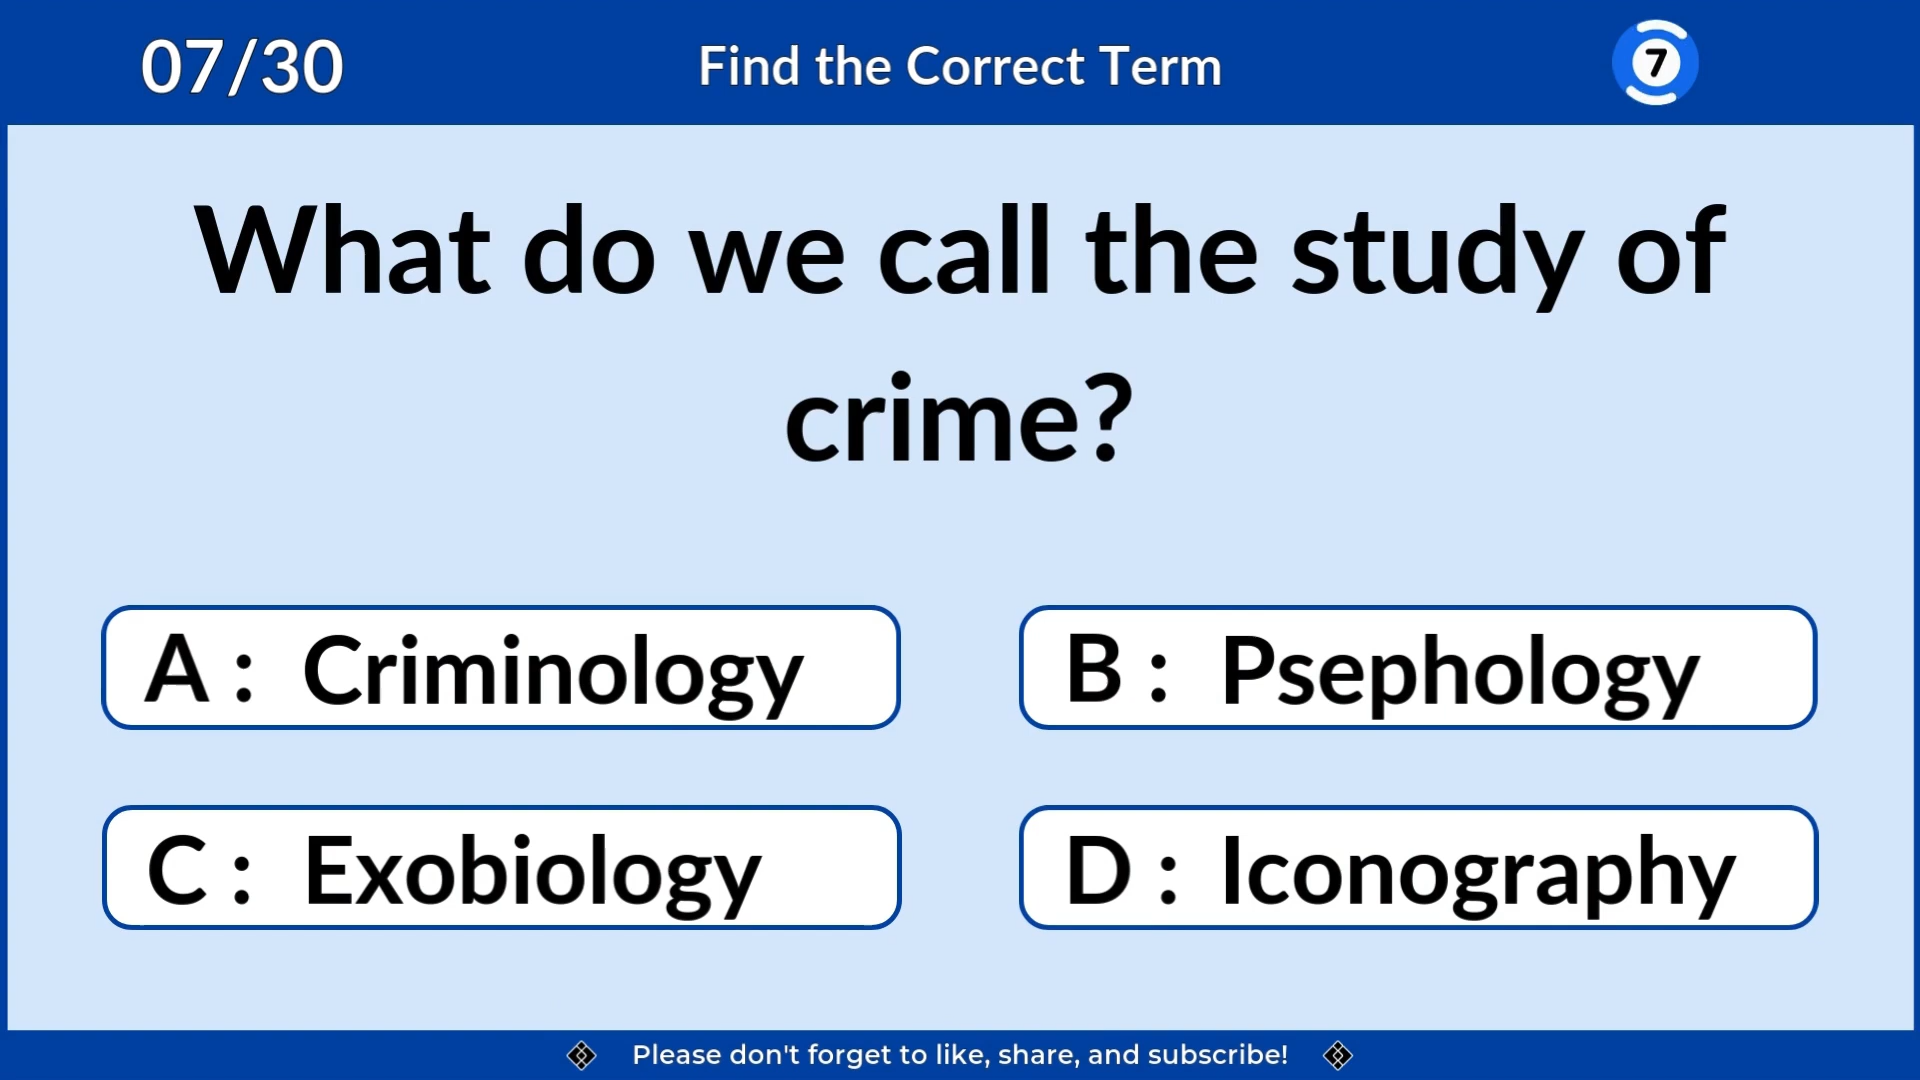 07/30
Find the Correct Term
7
What do we call the study of
crime?
A : Criminology
B : Psephology
C : Exobiology
D : Iconography
Please don't forget to like, share, and subscribe!